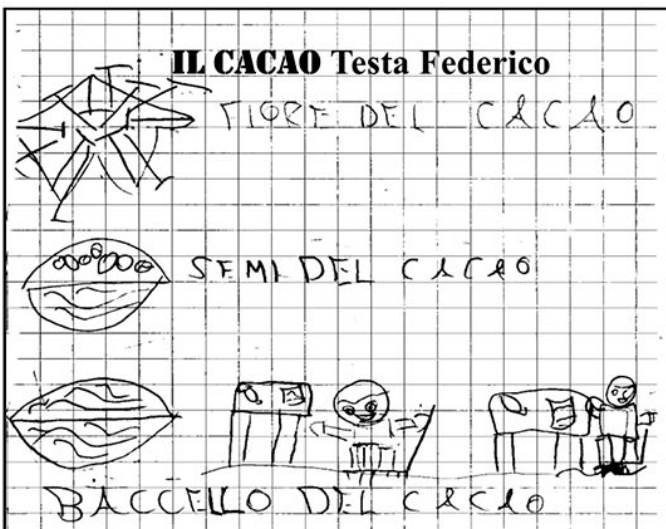 IL CACAO Testa Federico
FIORE DEL CACAO
SEMI DEL CACAO
BACCELLO DEL CACAO